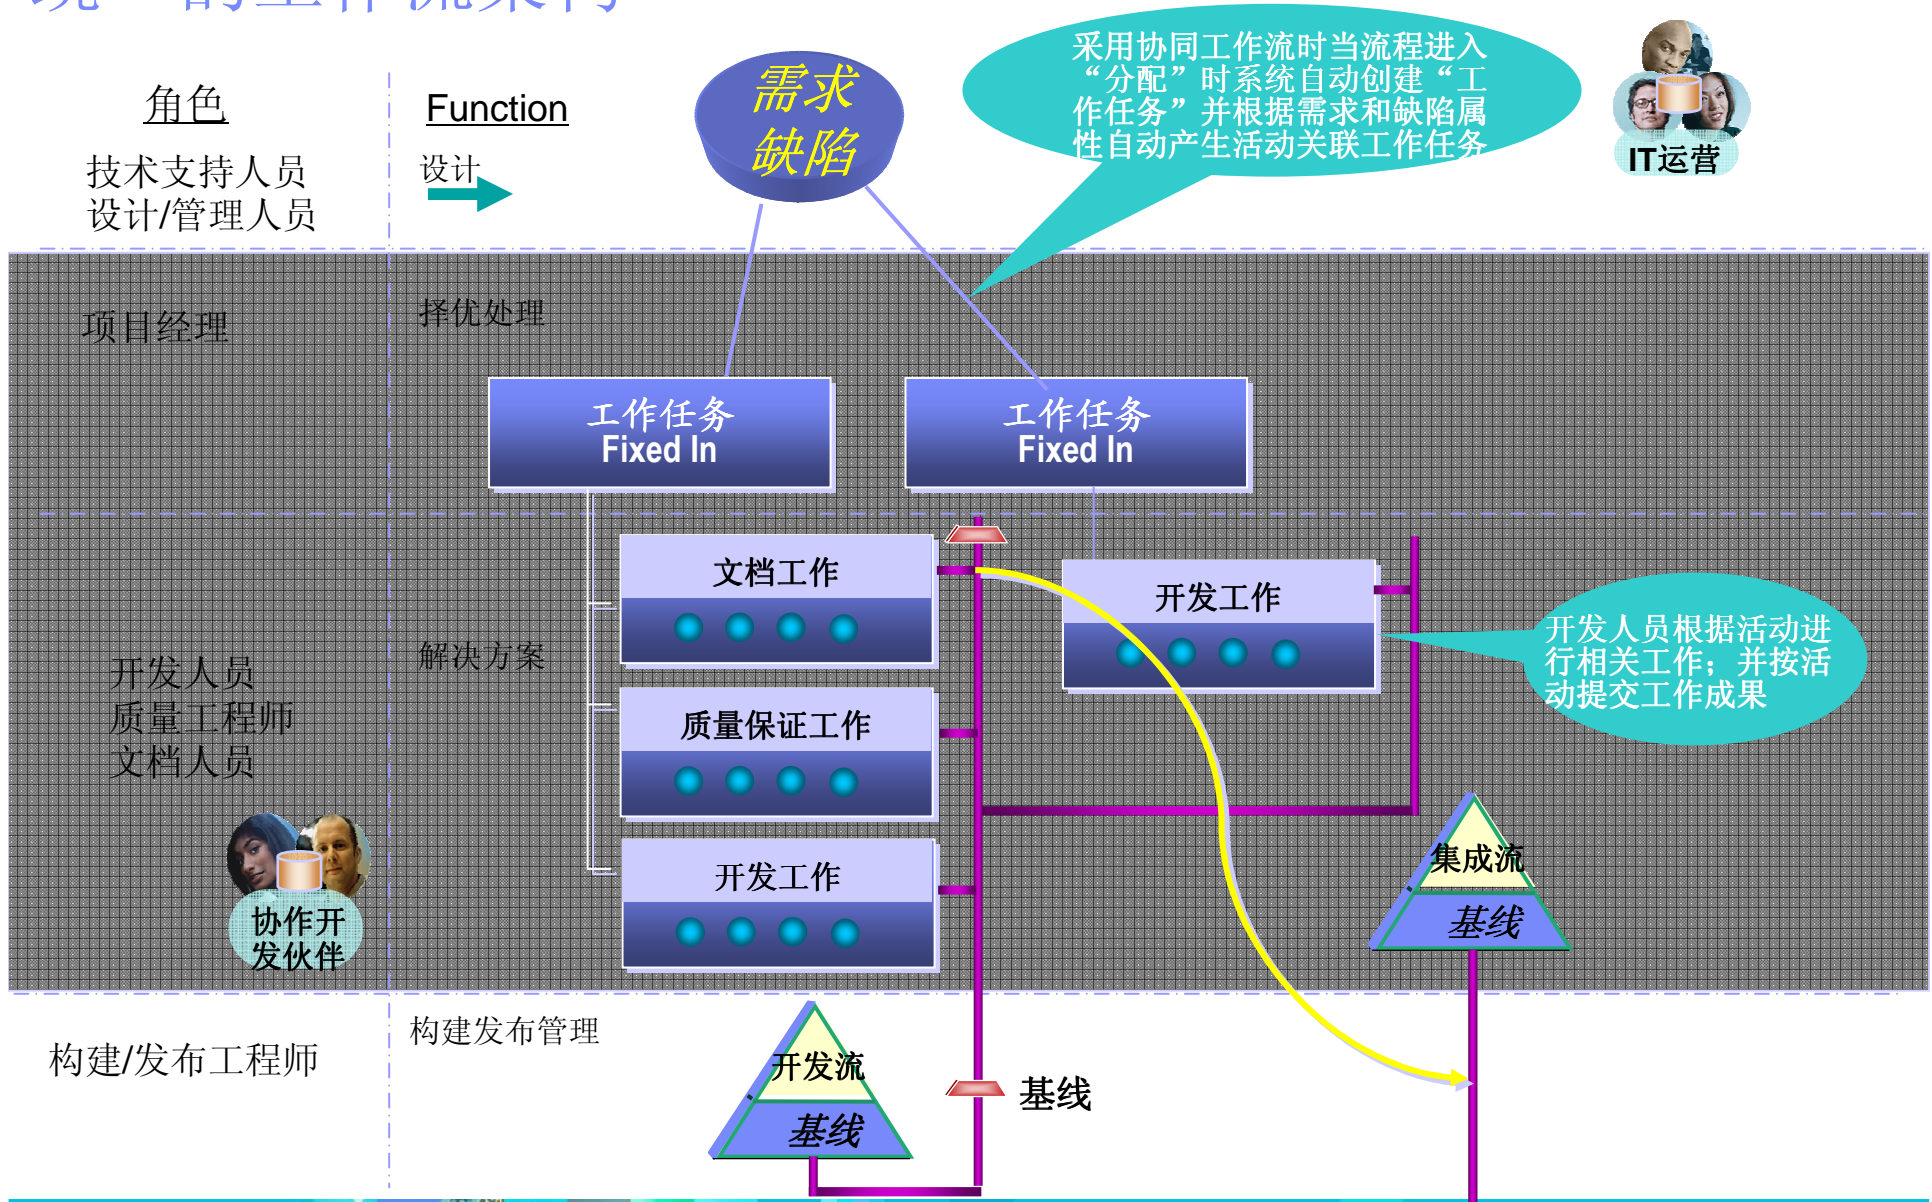 统一的工作流架构
角色
Function
技术支持人员
设计/管理人员
设计
需求
缺陷
采用协同工作流时当流程进入
“分配”时系统自动创建“工
作任务”并根据需求和缺陷属
性自动产生活动关联工作任务
IT运营
项目经理
择优处理
工作任务
Fixed In
工作任务
Fixed In
开发人员
质量工程师
文档人员
解决方案
文档工作
质量保证工作
开发工作
开发工作
开发人员根据活动进
行相关工作；并按活
动提交工作成果
协作开
发伙伴
集成流
基线
构建/发布工程师
构建发布管理
开发流
基线
基线